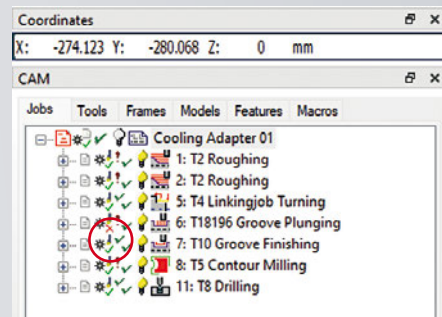 Coordinates
X: -274.123 Y: -280.068 Z: 0 mm
CAM
Jobs Tools Frames Models Features Macros
Cooling Adapter 01
1: T2 Roughing
2: T2 Roughing
5: T4 Linkingjob Turning
6: T18196 Groove Plunging
7: T10 Groove Finishing
8: T5 Contour Milling
11: T8 Drilling